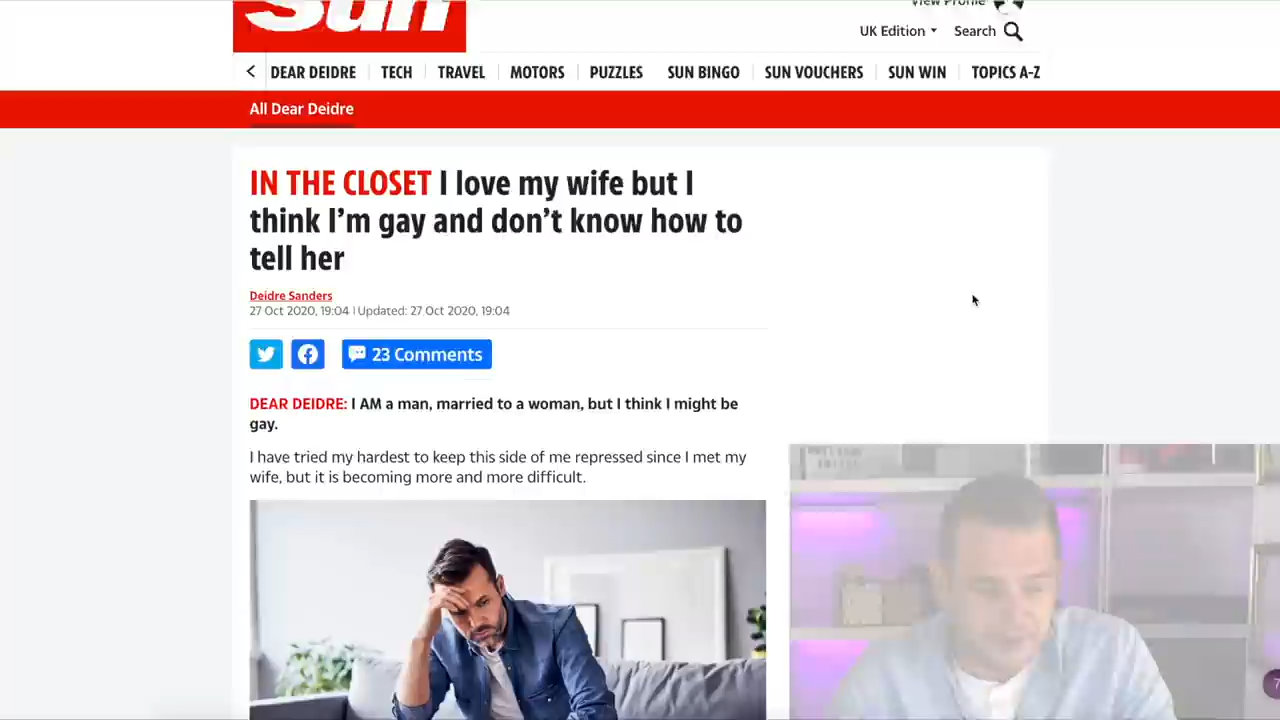 Sun
View Profile
UK Edition Search
DEAR DEIDRE TECH TRAVEL MOTORS PUZZLES SUN BINGO SUN VOUCHERS SUN WIN TOPICS A-Z
All Dear Deidre
IN THE CLOSET I love my wife but I
think I'm gay and don't know how to
tell her
Deidre Sanders
27 Oct 2020, 19:04 | Updated: 27 Oct 2020, 19:04
23 Comments
DEAR DEIDRE: I AM a man, married to a woman, but I think I might be
gay.
I have tried my hardest to keep this side of me repressed since I met my
wife, but it is becoming more and more difficult.